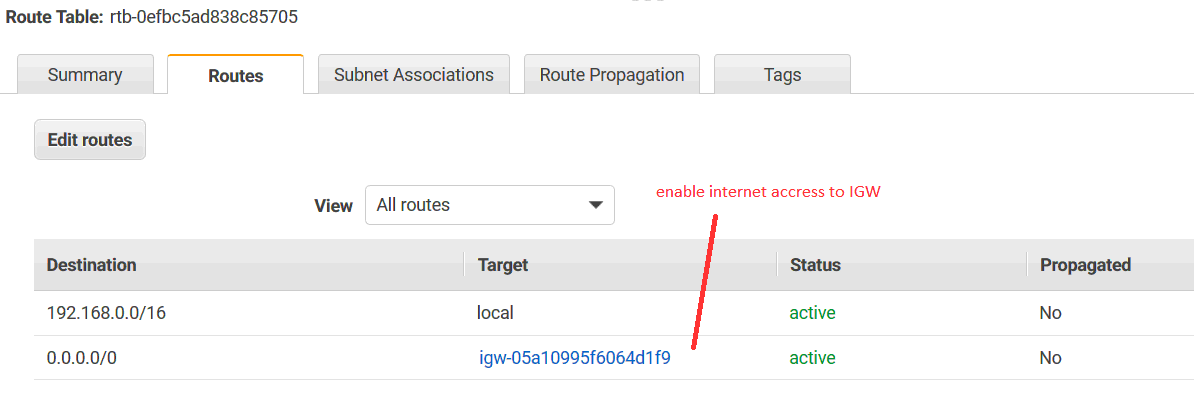 Route Table: rtb-0efbc5ad838c85705
Summary Routes Subnet Associations Route Propagation Tags
Edit routes
enable internet atrcess to IGW
View All routes
Destination Target Status Propagated
192.168.0.0/16 local active No
0.0.0.0/0 igw-05a10995f6064d1f9 active No